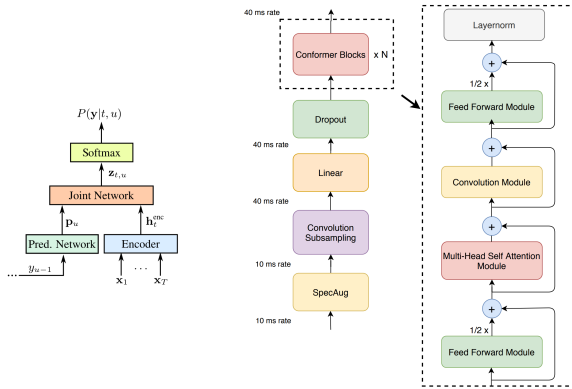 P(y|t, u)
Softmax
z_{t,u}
Joint Network
p_u
h_t^{enc}
Pred. Network
Encoder
y_{u−1}
x_1
...
x_T
...
40 ms rate
Conformer Blocks
x N
Dropout
40 ms rate
Linear
40 ms rate
Convolution
Subsampling
10 ms rate
SpecAug
10 ms rate
Layernorm
+
1/2 x
Feed Forward Module
+
Convolution Module
+
Multi-Head Self Attention
Module
+
1/2 x
Feed Forward Module